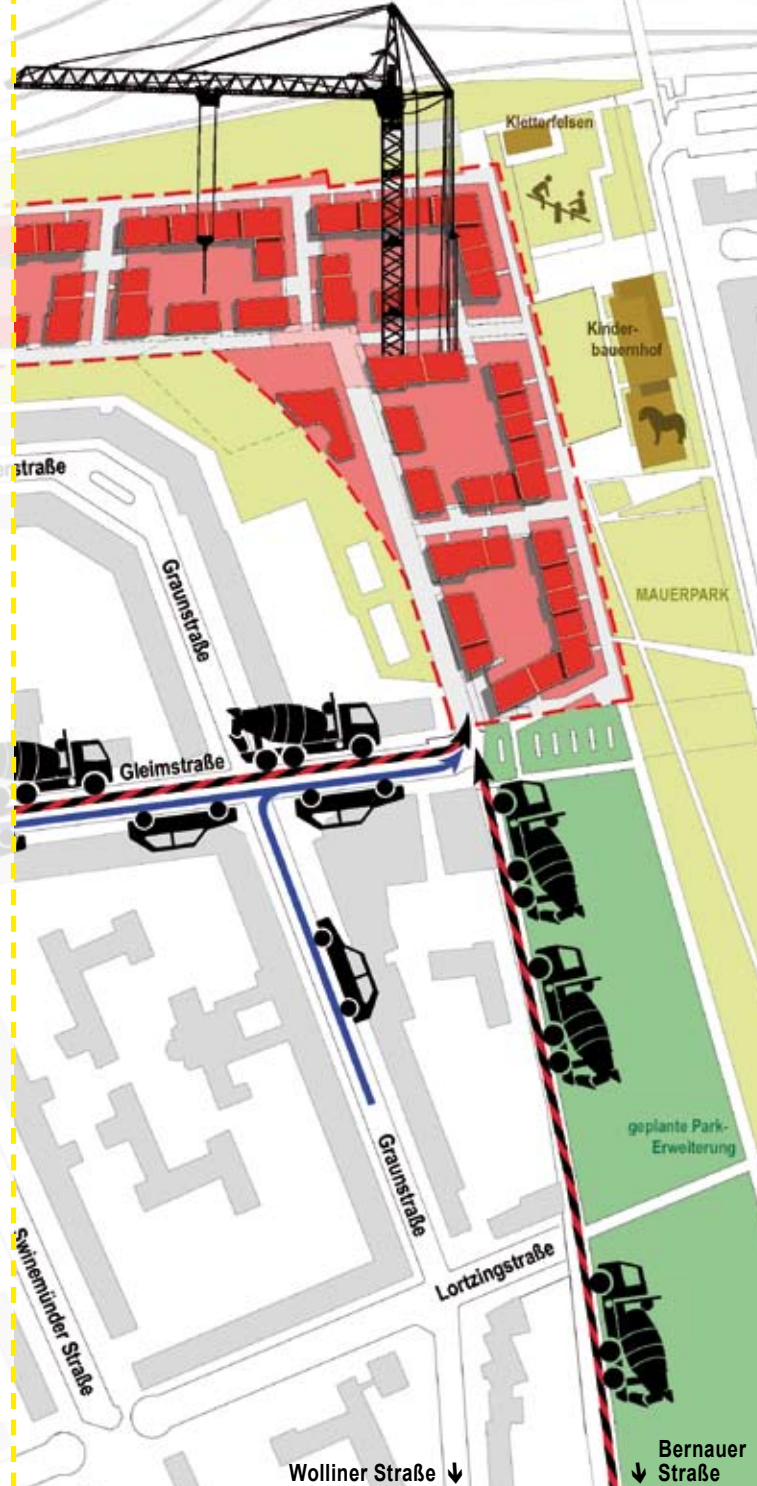 Kletterfelsen
Kinder-
bauernhof
straße
Graunstraße
MAUERPARK
Gleimstraße
geplante Park-
Erweiterung
Graunstraße
Lortzingstraße
Swinemünder Straße
Wolliner Straße
Bernauer
Straße